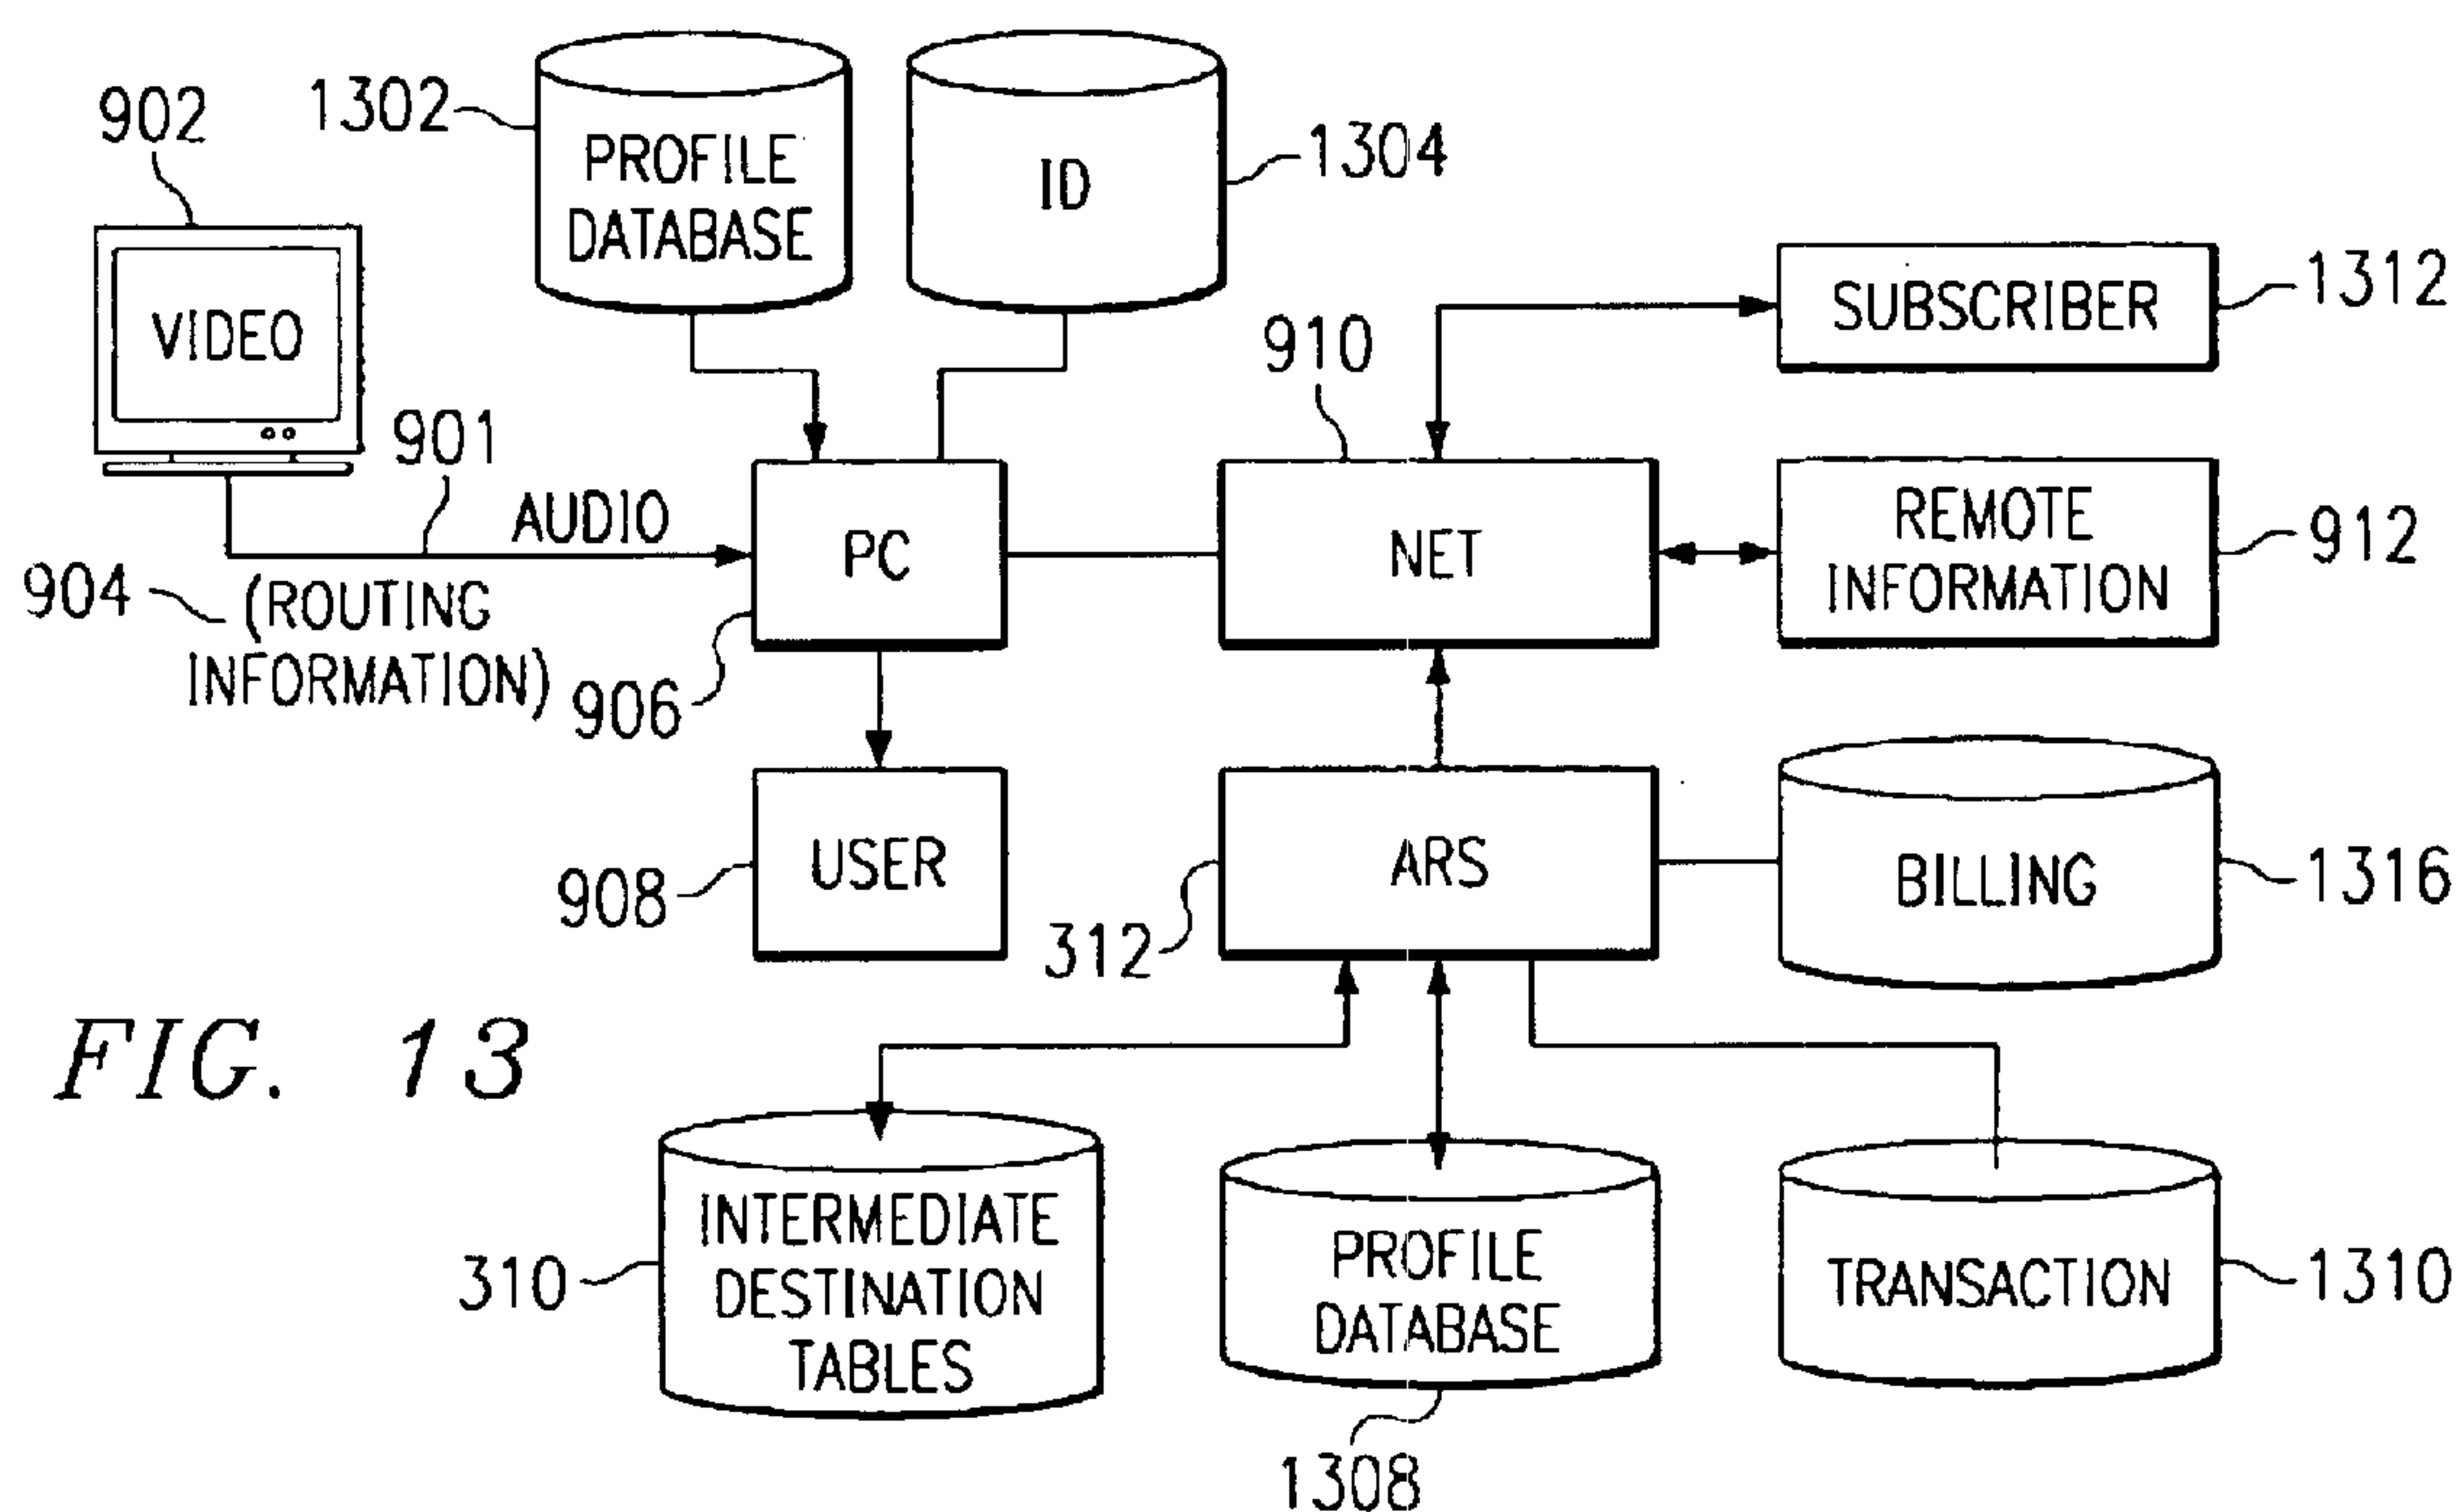 902
1302
PROFILE
DATABASE
ID
1304
VIDEO
SUBSCRIBER
1312
910
901
AUDIO
PC
NET
REMOTE
INFORMATION
912
904
(ROUTING
INFORMATION)
906
USER
908
ARS
312
BILLING
1316
FIG. 13
INTERMEDIATE
DESTINATION
TABLES
310
PROFILE
DATABASE
1308
TRANSACTION
1310